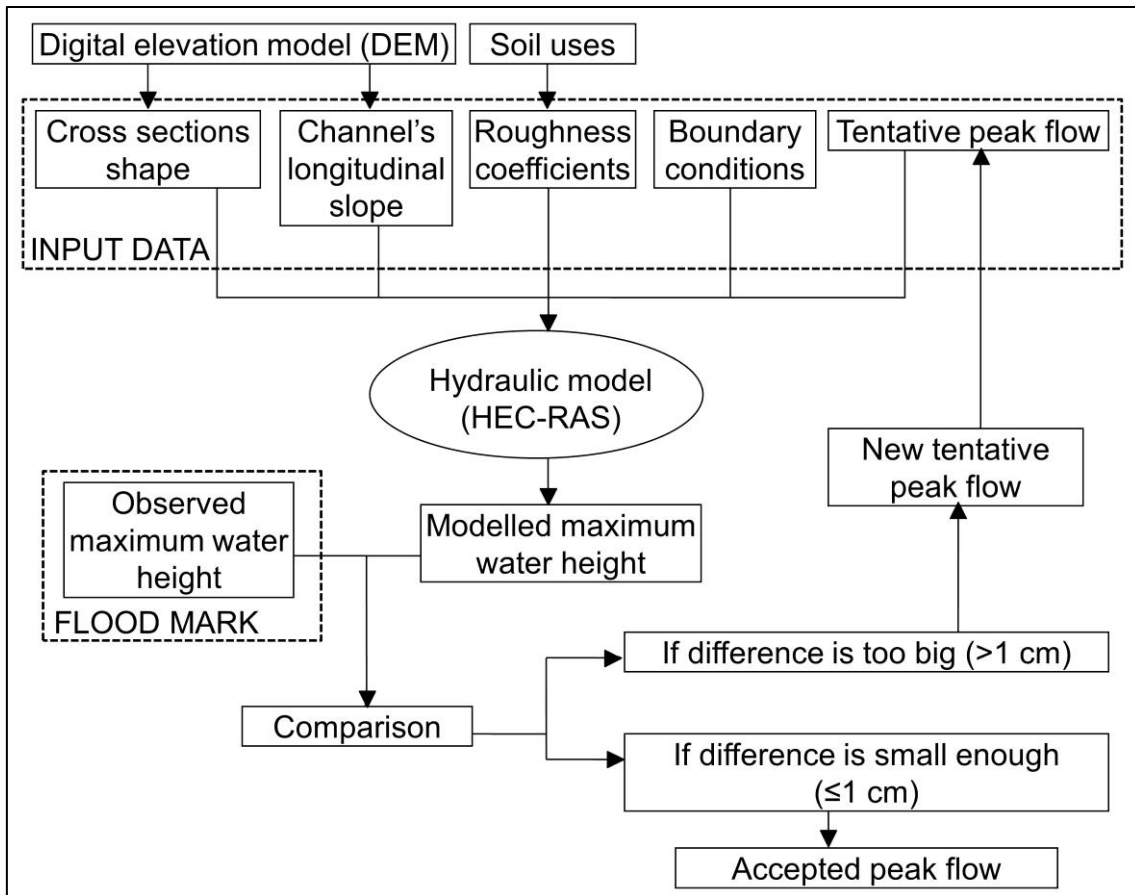 Digital elevation model (DEM)
Soil uses
Cross sections
shape
Channel's
longitudinal
slope
Roughness
coefficients
Boundary
conditions
Tentative peak flow
INPUT DATA
Hydraulic model
(HEC-RAS)
New tentative
peak flow
Observed
maximum water
height
Modelled maximum
water height
FLOOD MARK
If difference is too big (>1 cm)
Comparison
If difference is small enough
(≤1 cm)
Accepted peak flow